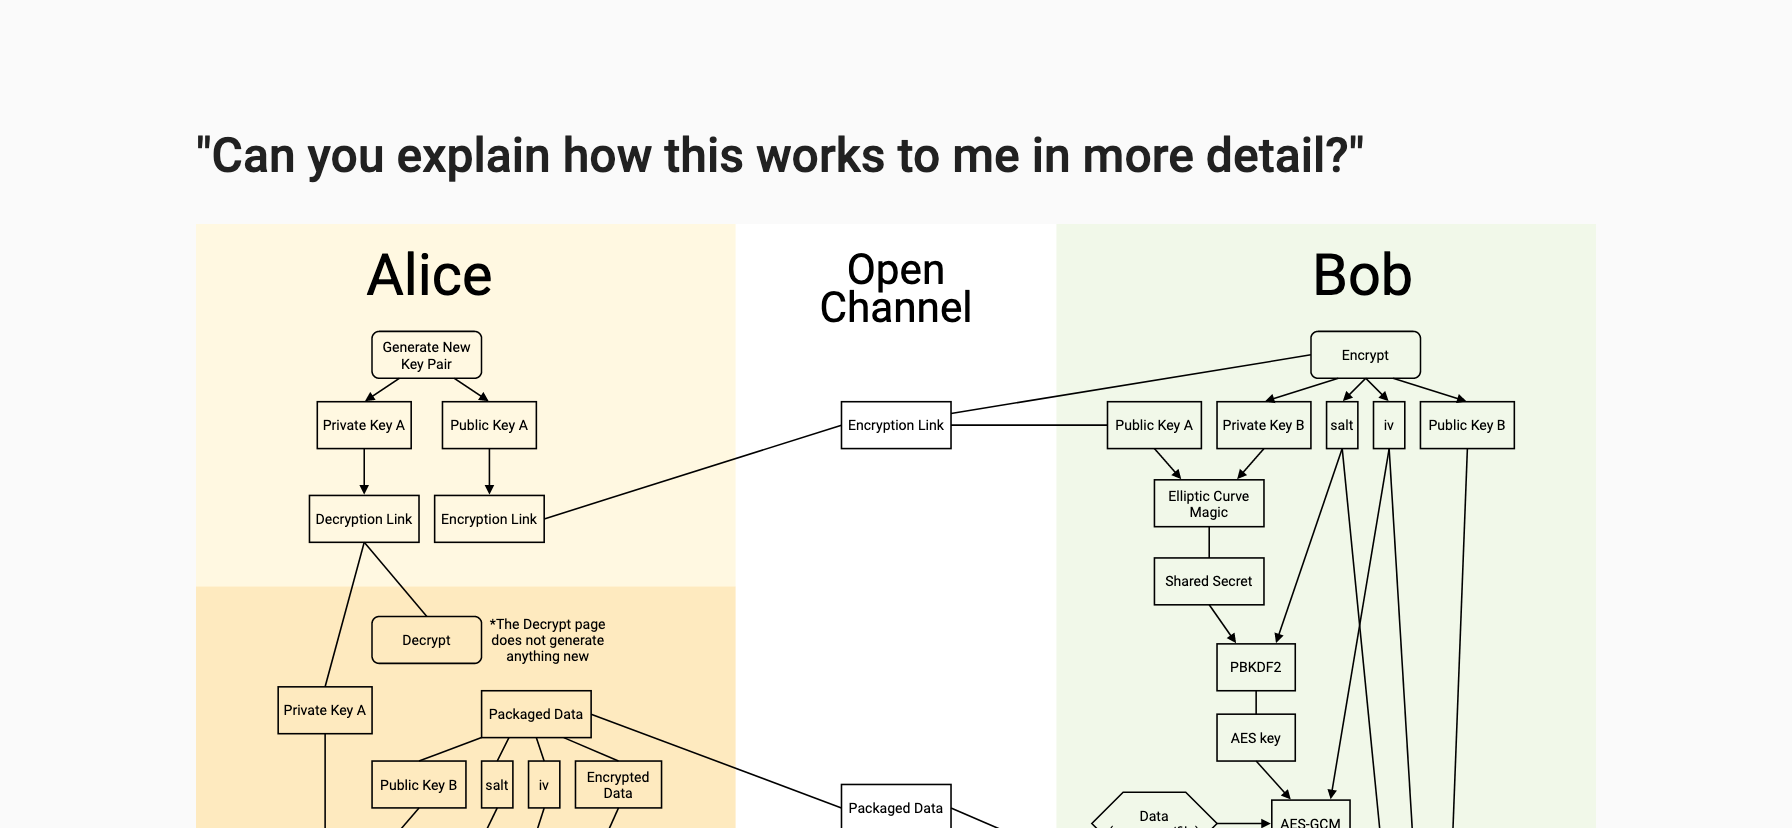 "Can you explain how this works to me in more detail?"
Alice
Open
Channel
Bob
Generate New
Key Pair
Encrypt
Private Key A
Public Key A
Encryption Link
Public Key A
Private Key B
salt
iv
Public Key B
Decryption Link
Encryption Link
Elliptic Curve
Magic
Shared Secret
Decrypt
*The Decrypt page
does not generate
anything new
PBKDF2
Private Key A
Packaged Data
AES key
Public Key B
salt
iv
Encrypted
Data
Packaged Data
Data
AES-GCM